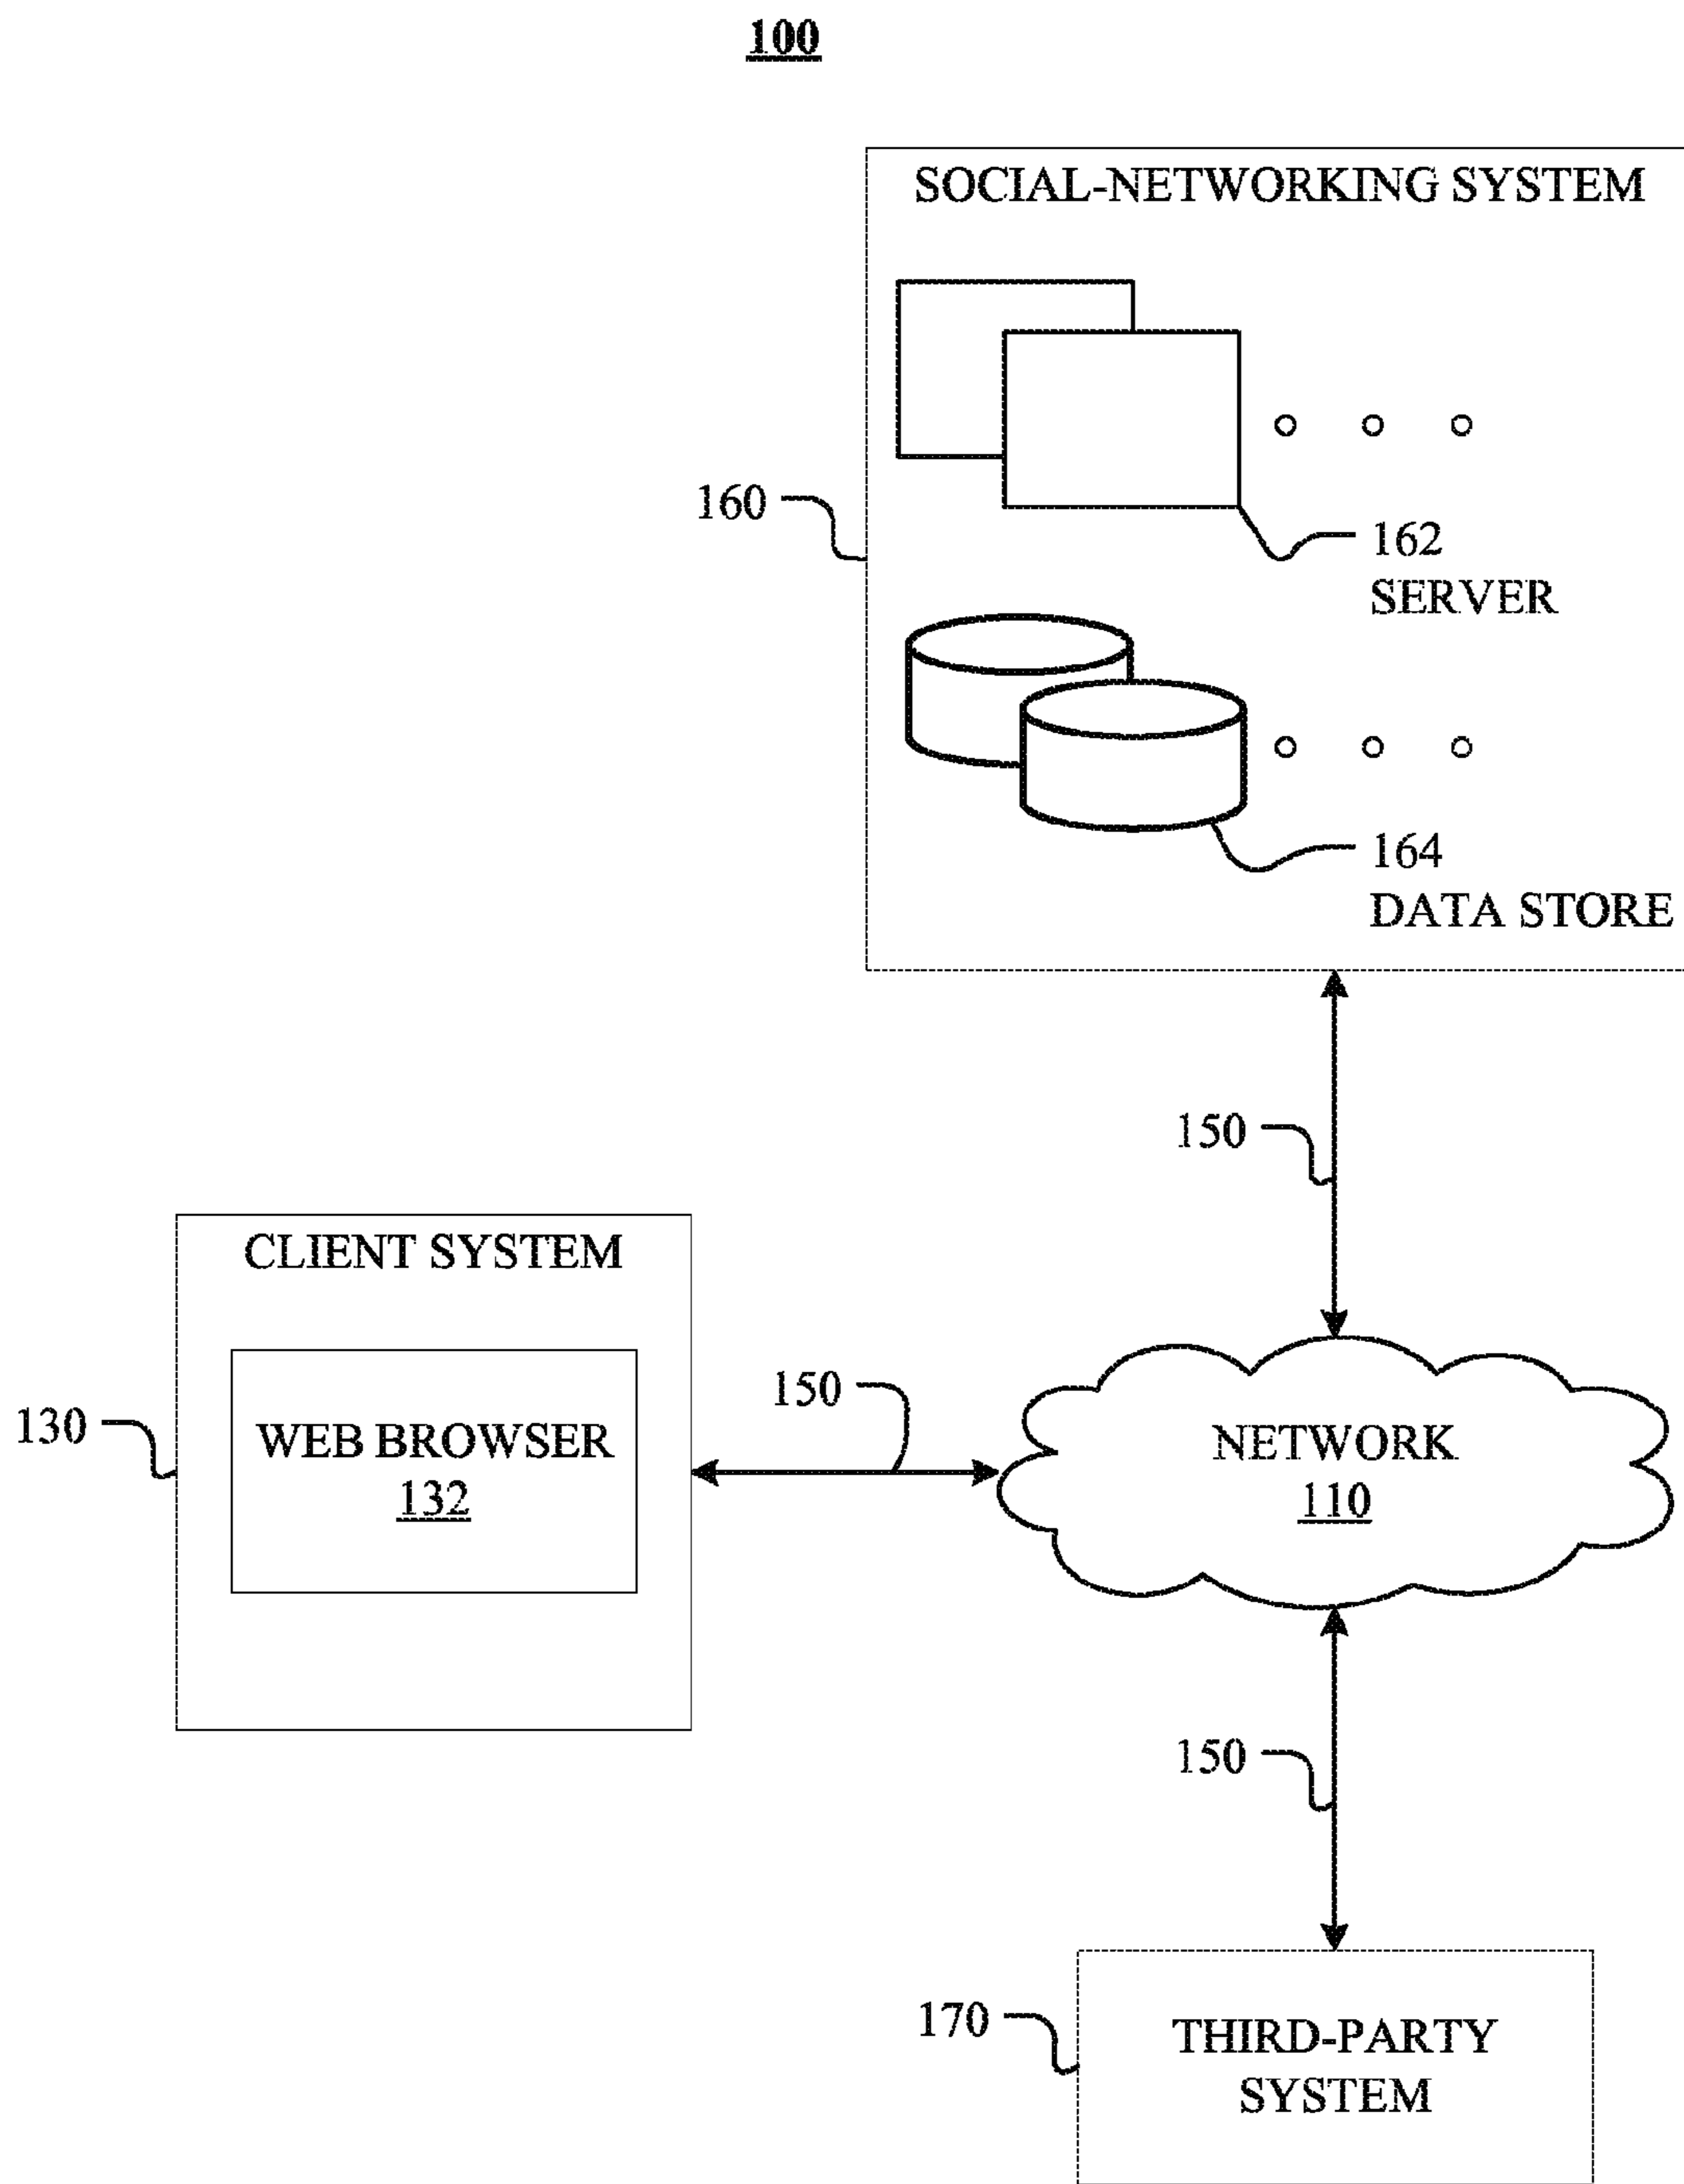 100
SOCIAL-NETWORKING SYSTEM
160
162
SERVER
164
DATA STORE
150
CLIENT SYSTEM
130
WEB BROWSER
132
150
NETWORK
110
150
170
THIRD-PARTY
SYSTEM